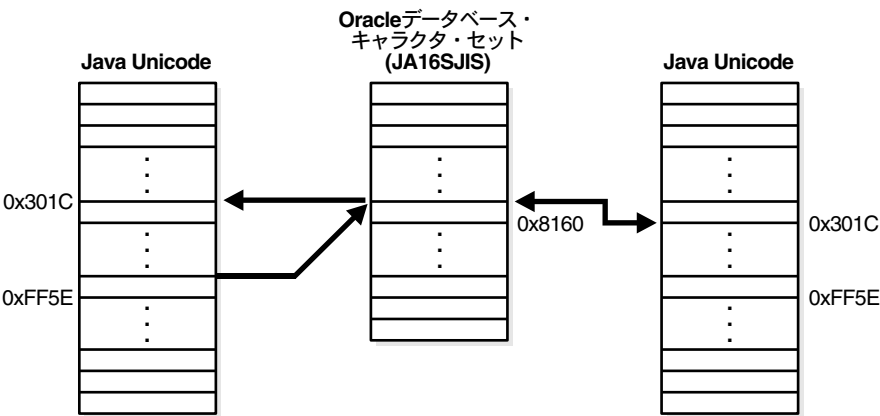 Oracleデータベース・
キャラクタ・セット
(JA16SJIS)
Java Unicode
Java Unicode
0x301C
0xFF5E
0x8160
0x301C
0xFF5E